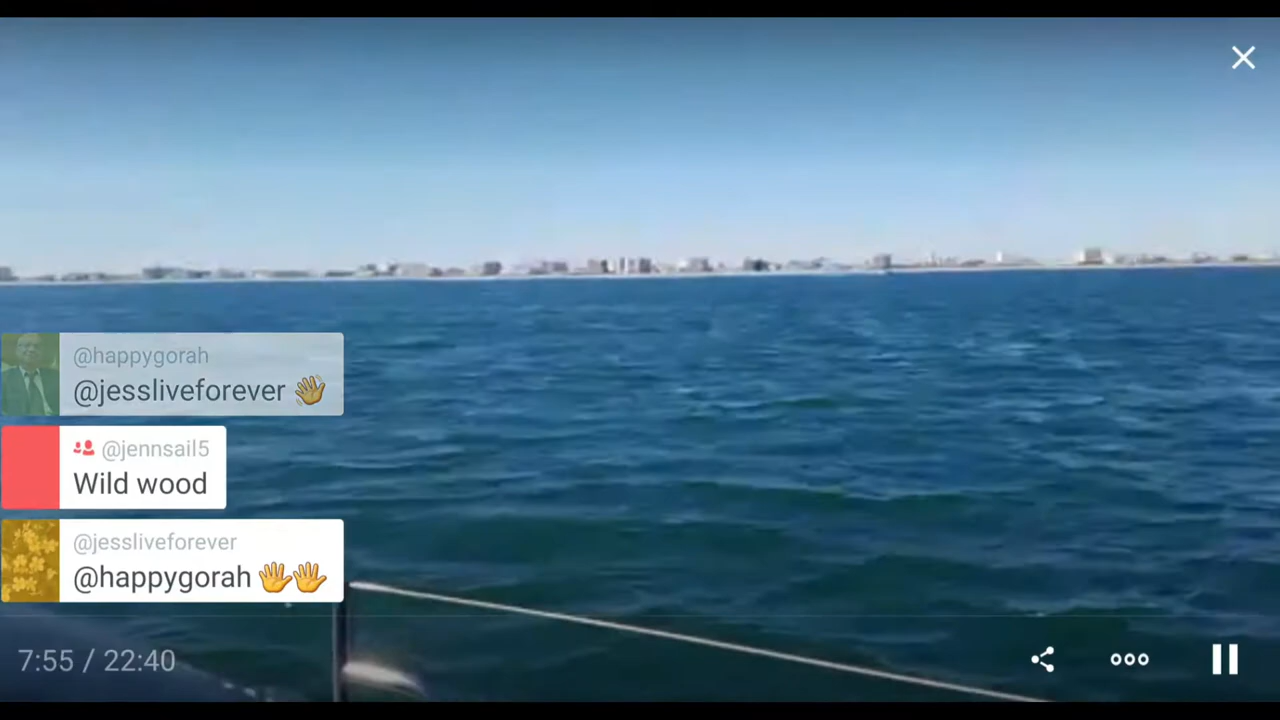 @happygorah
@jessliveforever 👋
@jennsail5
Wild wood
@jessliveforever
@happygorah 👋👋
7:55 / 22:40